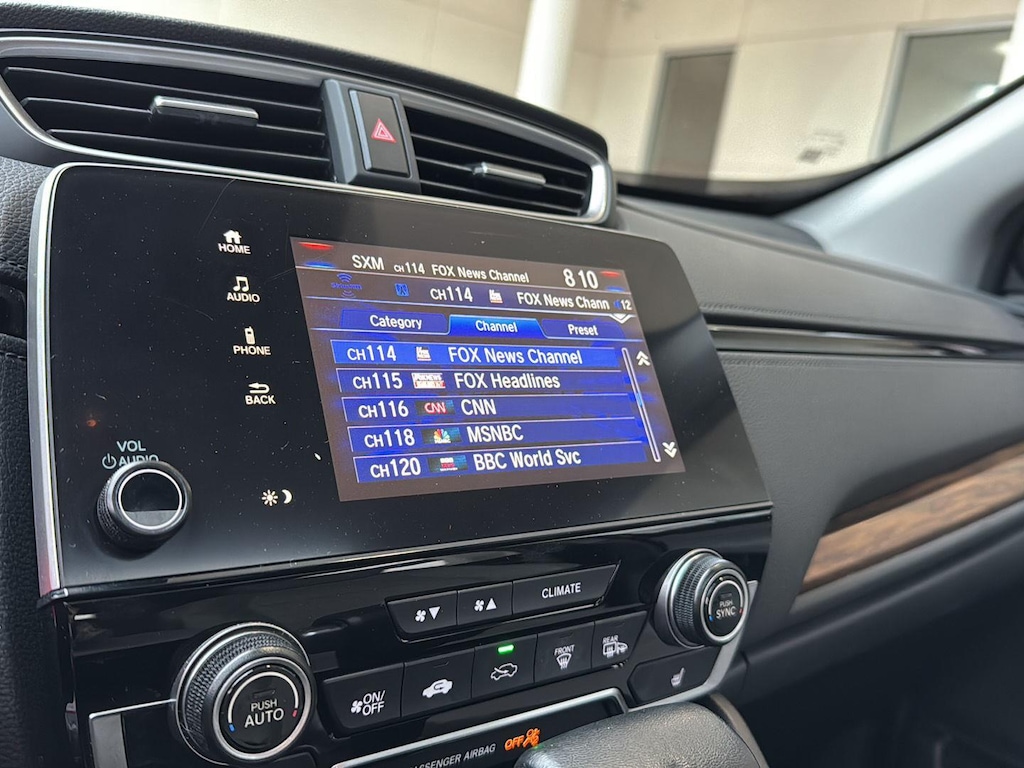 HOME
AUDIO
PHONE
BACK
VOL
AUDIO
SXM CH114 FOX News Channel 8 10
CH114 FOX News Chann 12
Category Channel Preset
CH114 FOX News Channel
CH115 FOX Headlines
CH116 CNN CNN
CH118 MSNBC
CH120 BBC World Svc
CLIMATE
PUSH
SYNC
PUSH
AUTO
ON/
OFF
FRONT
REAR
PASSENGER AIRBAG OFF